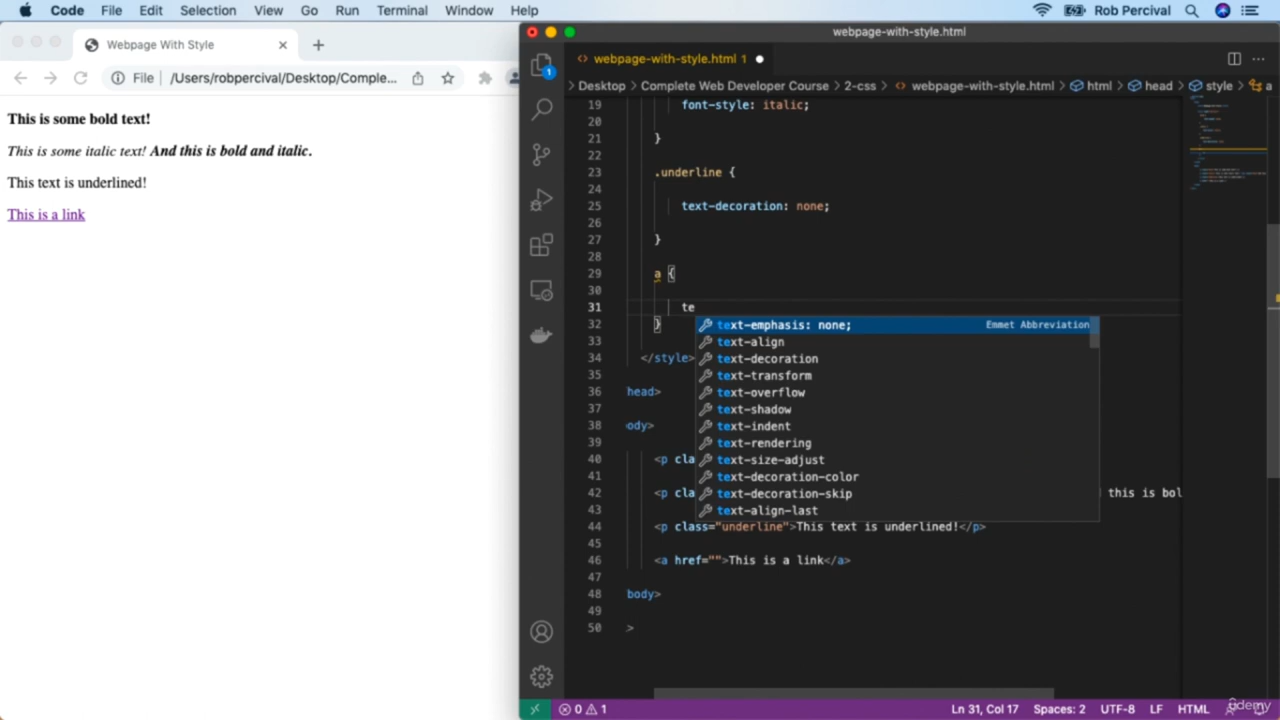 Code File Edit Selection View Go Run Terminal Window Help Rob Percival
Webpage With Style
File /Users/robpercival/Desktop/Comple...
This is some bold text!
This is some italic text! And this is bold and italic.
This text is underlined!
This is a link
webpage-with-style.html
webpage-with-style.html 1
Desktop > Complete Web Developer Course > 2-css > webpage-with-style.html > html > head > style > a
1
19 font-style: italic;
20
21 }
22
23 .underline {
24
25 text-decoration: none;
26
27 }
28
29 a {
30
31 te
32 }
33
34 </style>
35
36 head>
37
38 ody>
39
40 <p cla
41
42 <p cla this is bol
43
44 <p class="underline">This text is underlined!</p>
45
46 <a href="">This is a link</a>
47
48 body>
49
50 >
text-emphasis: none; Emmet Abbreviation
text-align
text-decoration
text-transform
text-overflow
text-shadow
text-indent
text-rendering
text-size-adjust
text-decoration-color
text-decoration-skip
text-align-last
0 1 Ln 31, Col 17 Spaces: 2 UTF-8 LF HTML
udemy